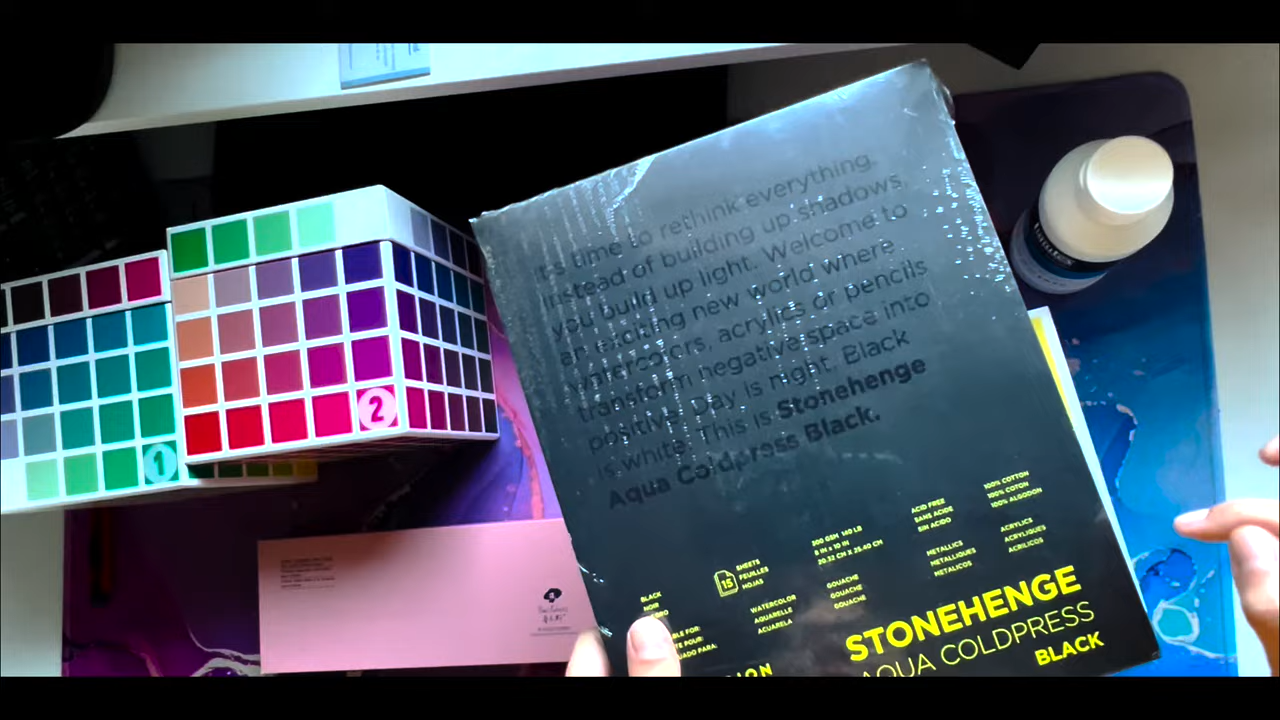 It's time to rethink everything.
Instead of building up shadows,
you build up light. Welcome to
an exciting new world where
watercolors, acrylics or pencils
transform negative space into
positive. Day is night. Black
is white. This is Stonehenge
Aqua Coldpress Black.
1
2
BLACK
NOIR
15
SHEETS
FEUILLES
HOJAS
300 GSM 140 LB
8 IN x 10 IN
20.32 CM X 25.40 CM
ACID FREE
SANS ACIDE
SIN ACIDO
100% COTTON
100% COTON
100% ALGODON
WATERCOLOR
AQUARELLE
ACUARELA
GOUACHE
GOUACHE
GOUACHE
METALLICS
METALIQUES
METALICOS
ACRYLICS
ACRYLIQUES
ACRILICOS
STONEHENGE
AQUA COLDPRESS
BLACK